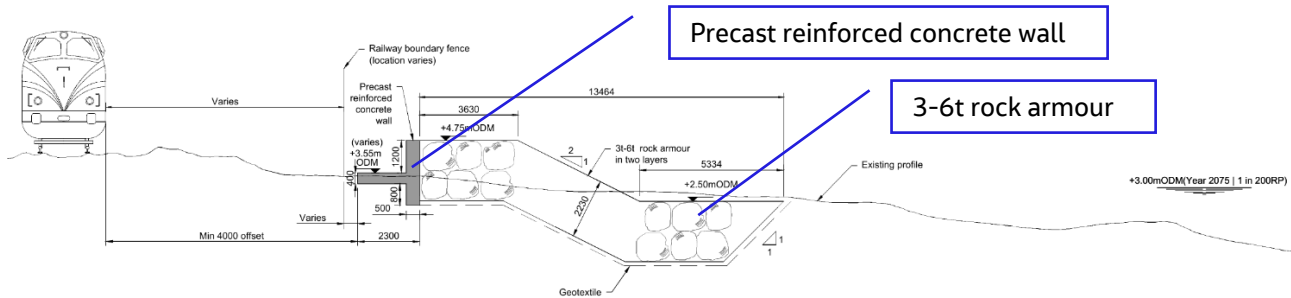 Precast reinforced concrete wall
3-6t rock armour
Railway boundary fence
(location varies)
Precast
reinforced
concrete
wall
Varies
13464
3630
+4.75mODM
(varies)
+3.55m
ODM
1200
400
800
500
2
1
3t-6t rock armour
in two layers
5334
+2.50mODM
Existing profile
+3.00mODM(Year 2075 | 1 in 200RP)
2230
Varies
Min 4000 offset
2300
1
1
Geotextile